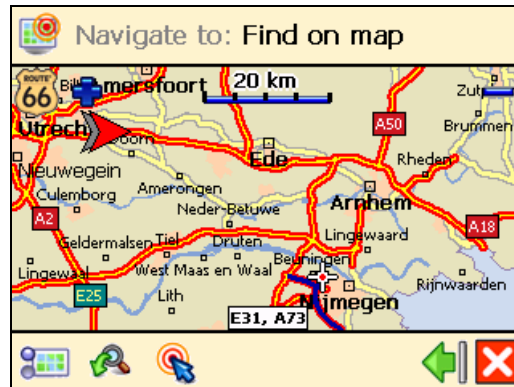 Navigate to: Find on map
ROUTE
66
mersfoort
20 km
Zut
A50
Brummen
Utrech
oorn
Ede
Rheden
Nieuwegein
Amerongen
Arnhem
Culemborg
Neder-Betuwe
A2
A18
Geldermalsen
Tiel
Druten
Lingewaard
Lingewaal
West Maas en Waal
Beuningen
Rijnwaarden
E25
Lith
Nijmegen
E31, A73